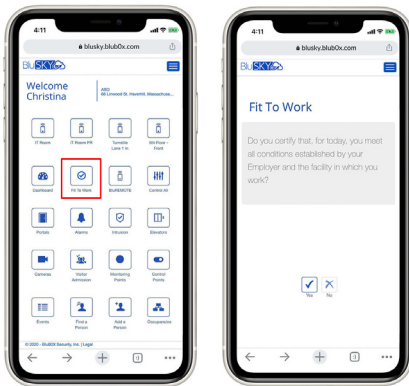 4:11
blusky.blub0x.com
BluSKY
Welcome
Christina
ABG
66 Linwood St, Haverhill, Massachuse...
IT Room
IT Room PR
Turnstile
Lane 1 In
5th Floor -
Front
Dashboard
Fit To Work
BluREMOTE
Control All
Portals
Alarms
Intrusion
Elevators
Cameras
Visitor
Admission
Monitoring
Points
Control
Points
Events
Find a
Person
Add a
Person
Occupancies
© 2020 - BluBØX Security, Inc. | Legal
:)
4:11
blusky.blub0x.com
BluSKY
Fit To Work
Do you certify that, for today, you meet
all conditions established by your
Employer and the facility in which you
work?
Yes
No
:)